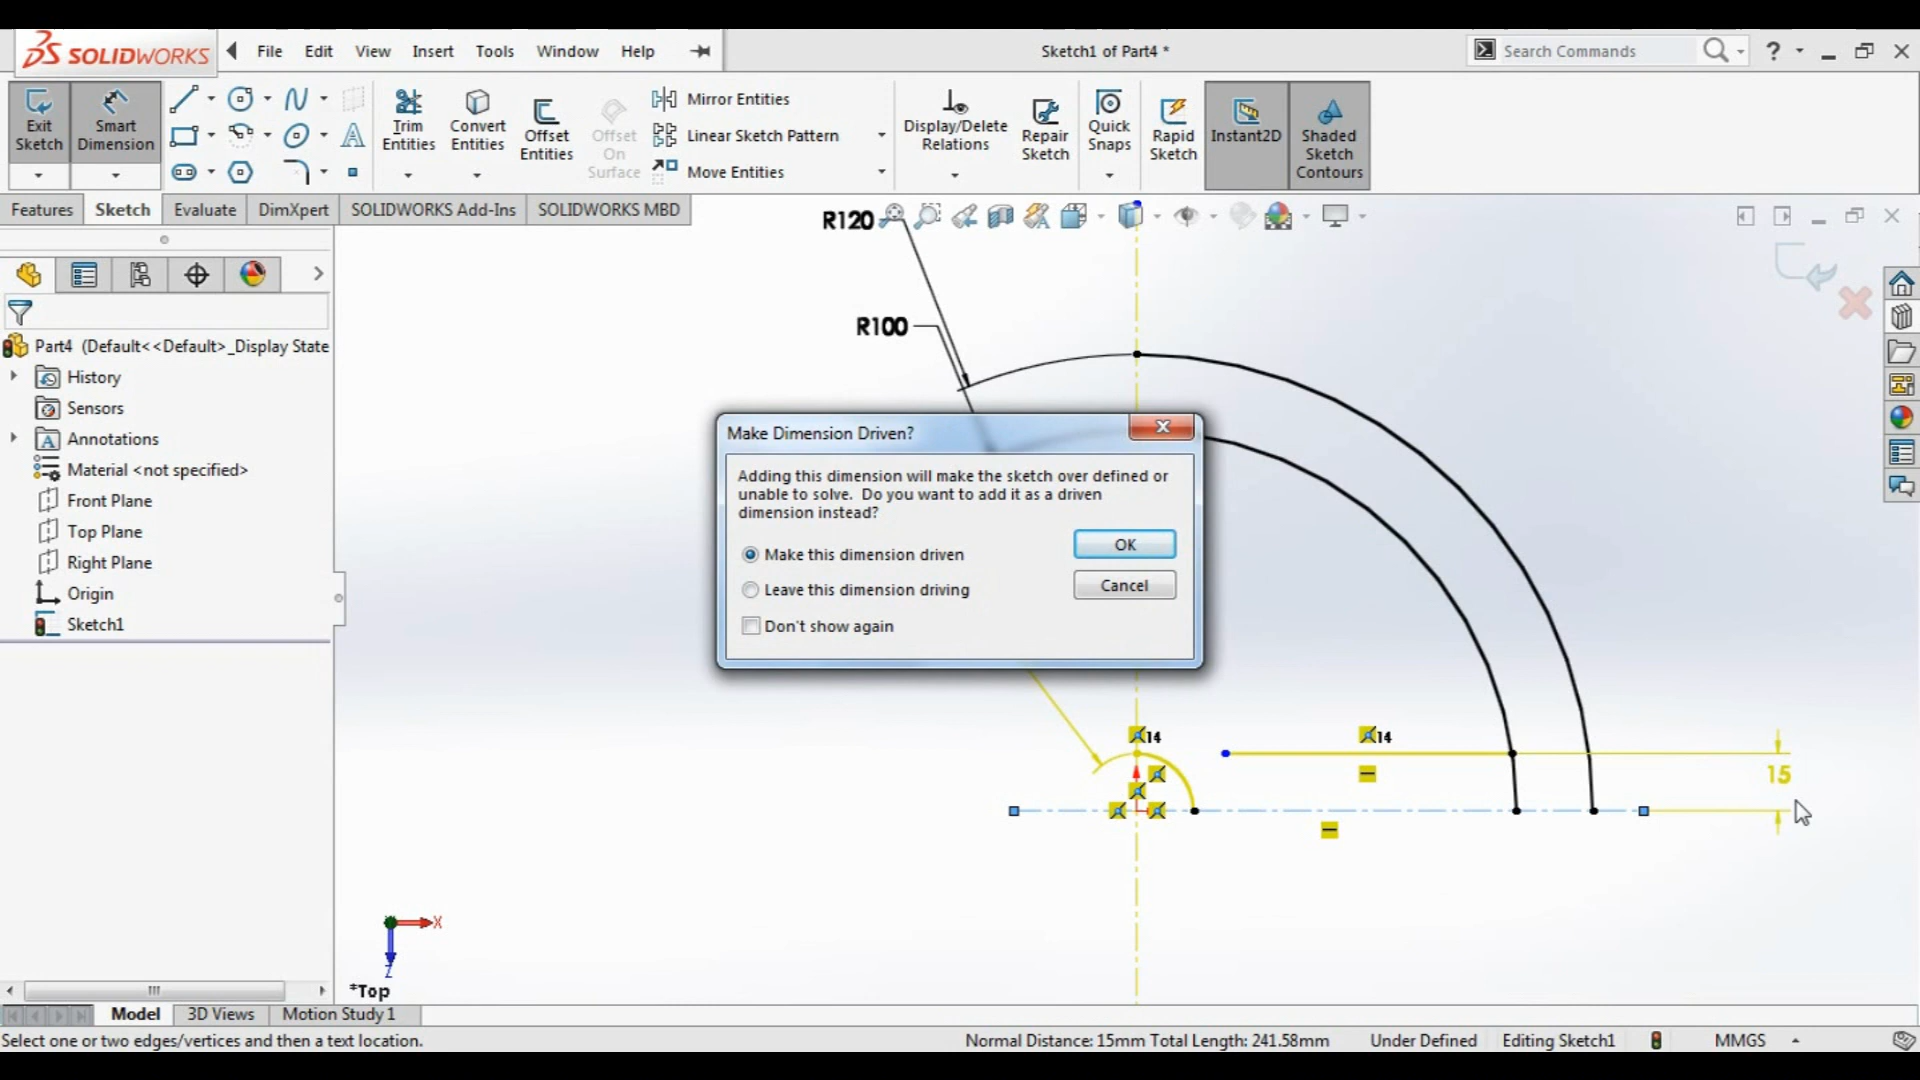 SOLIDWORKS
File Edit View Insert Tools Window Help
Sketch1 of Part4 *
Search Commands
Exit Sketch
Smart Dimension
Trim Entities
Convert Entities
Offset Entities
Offset On Surface
Mirror Entities
Linear Sketch Pattern
Move Entities
Display/Delete Relations
Repair Sketch
Quick Snaps
Rapid Sketch
Instant2D
Shaded Sketch Contours
Features Sketch Evaluate DimXpert SOLIDWORKS Add-Ins SOLIDWORKS MBD
R120
R100
Part4 (Default<<Default>_Display State
History
Sensors
Annotations
Material <not specified>
Front Plane
Top Plane
Right Plane
Origin
Sketch1
Make Dimension Driven?
Adding this dimension will make the sketch over defined or
unable to solve. Do you want to add it as a driven
dimension instead?
Make this dimension driven
Leave this dimension driving
Don't show again
OK
Cancel
14
14
15
X
Z
*Top
Model 3D Views Motion Study 1
Select one or two edges/vertices and then a text location.
Normal Distance: 15mm Total Length: 241.58mm Under Defined Editing Sketch1 MMGS